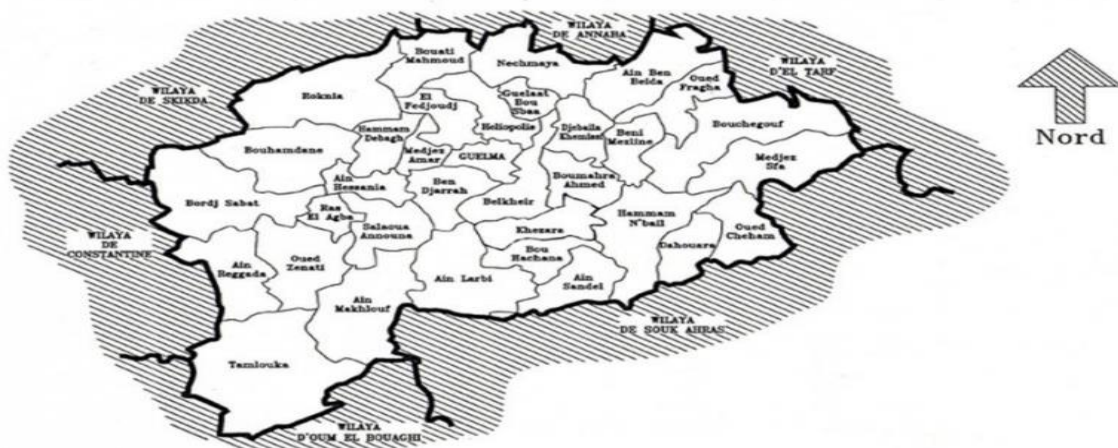 WILAYA
DE ANNABA
WILAYA
D'EL TARF
WILAYA
DE SKIKDA
Nord
Bouati
Mahmoud
Nechmaya
Ain Ben
Beida
Oued
Fragha
Roknia
El
Fedjoudj
Guelaat
Bou
Sbaa
Bouchegouf
Hammam
Debagh
Heliopolis
Djebaila
Khemissi
Beni
Mezline
Bouhamdane
Medjez
Amar
GUELMA
Medjez
Sfa
Ain
Hessania
Ben
Djarrah
Boumahra
Ahmed
Bordj Sabat
Ras
El Agba
Belkheir
Hammam
N'bail
Salaoua
Announa
Khezara
Oued
Cheham
WILAYA
DE
CONSTANTINE
Dahouara
Bou
Hachana
Ain
Reggada
Oued
Zenati
Ain Larbi
Ain
Sandel
Ain
Makhlouf
WILAYA
DE SOUK AHRAS
Tamlouka
WILAYA
D'OUM EL BOUAGHI